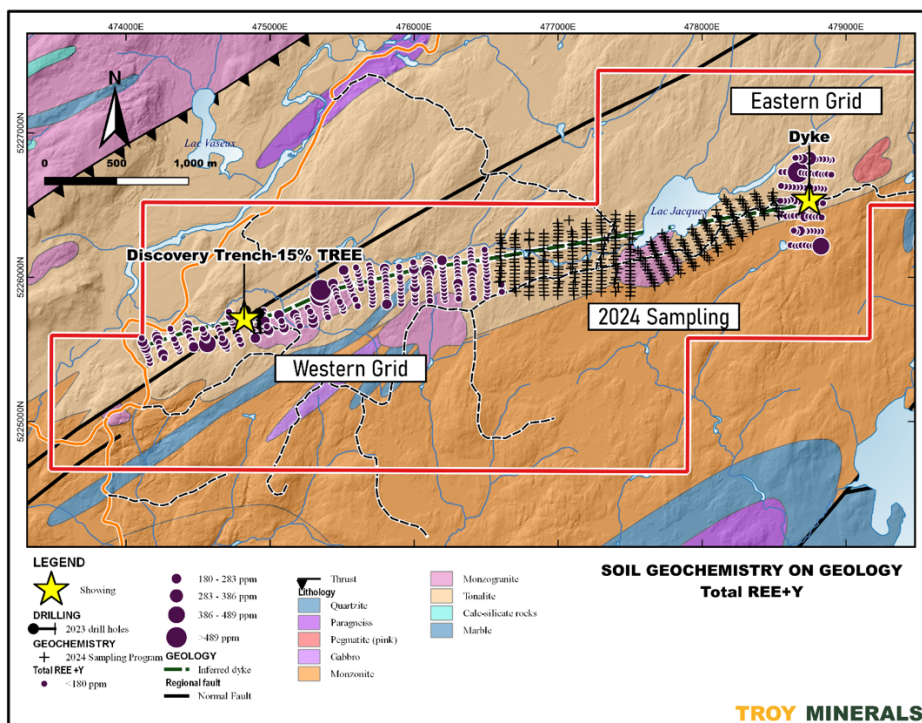 474000E
475000E
476000E
477000E
478000E
479000E
5227000N
5226000N
5225000N
N
0 500 1,000 m
Lac Vaseux
Lac Jacques
Eastern Grid
Dyke
Discovery Trench-15% TREE
2024 Sampling
Western Grid
LEGEND
Showing
DRILLING
2023 drill holes
GEOCHEMISTRY
2024 Sampling Program
Total REE +Y
<180 ppm
180 - 283 ppm
283 - 386 ppm
386 - 489 ppm
>489 ppm
GEOLOGY
Inferred dyke
Regional fault
Normal Fault
Thrust
Lithology
Quartzite
Paragneiss
Pegmatite (pink)
Gabbro
Monzonite
Monzogranite
Tonalite
Calc-silicate rocks
Marble
SOIL GEOCHEMISTRY ON GEOLOGY
Total REE+Y
TROY MINERALS